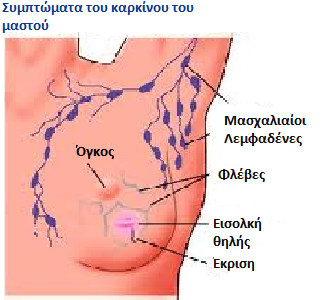 Συμπτώματα του καρκίνου του
μαστού
Μασχαλιαίοι
Λεμφαδένες
Όγκος
Φλέβες
Εισολκή
θηλής
Έκριση